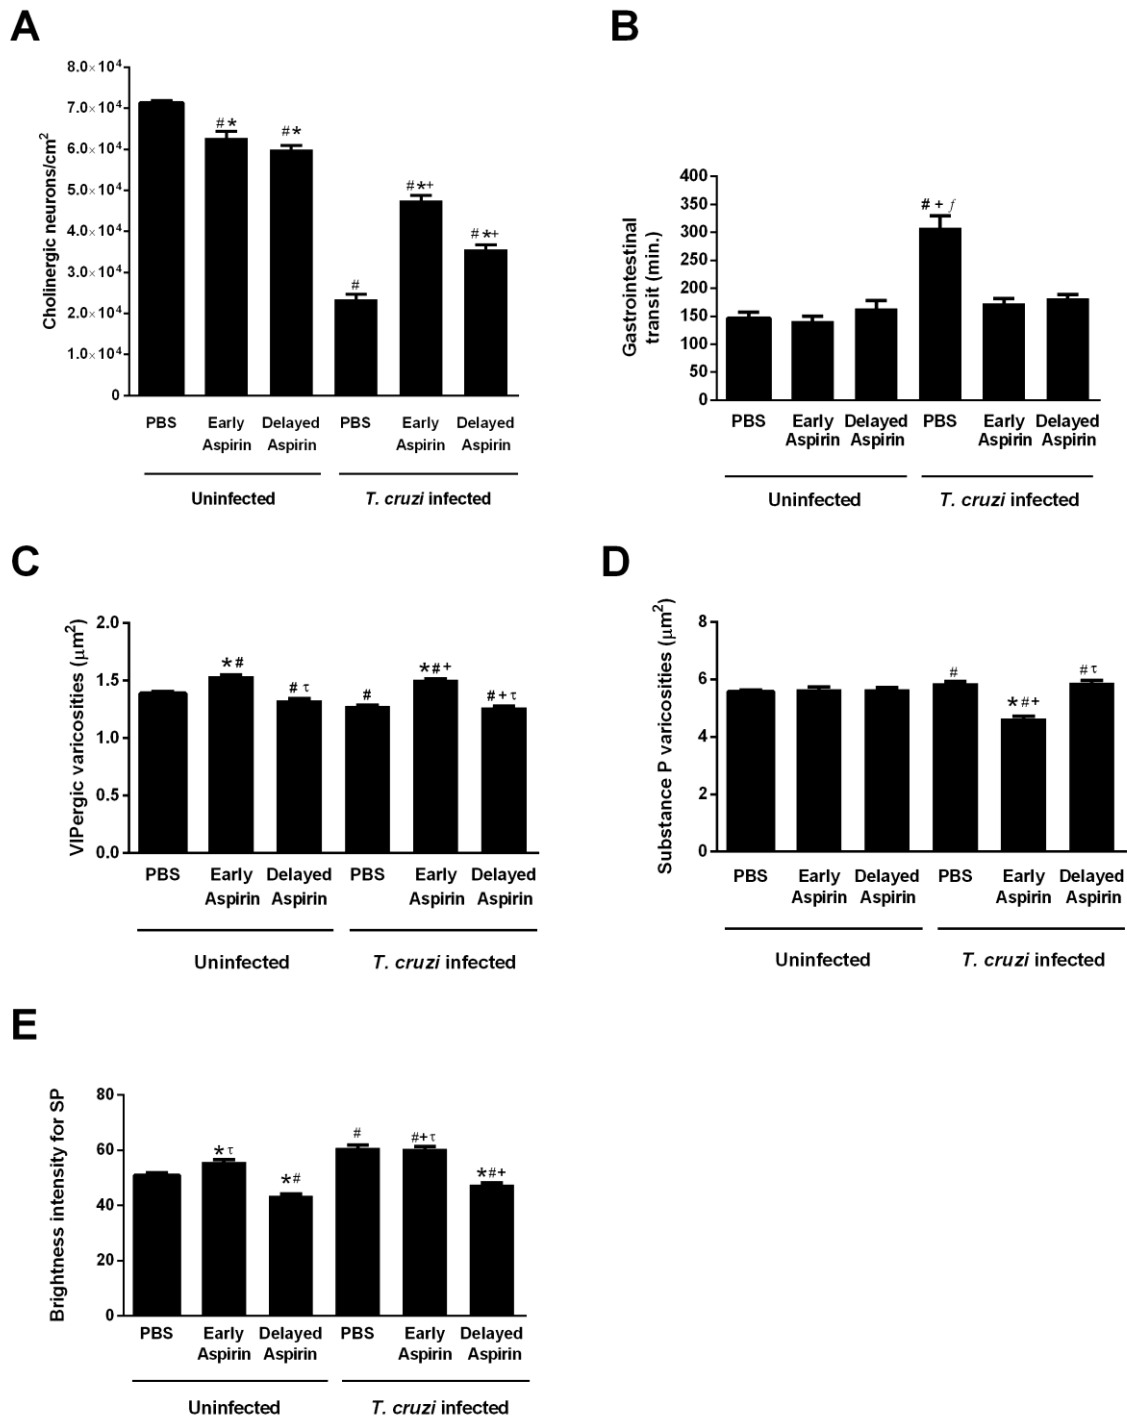 A
Cholinergic neurons/cm²
8.0×10⁴
7.0×10⁴
6.0×10⁴
5.0×10⁴
4.0×10⁴
3.0×10⁴
2.0×10⁴
1.0×10⁴
0
#*
#*
#
#*+
#*+
PBS
Early Aspirin
Delayed Aspirin
PBS
Early Aspirin
Delayed Aspirin
Uninfected
T. cruzi infected
B
Gastrointestinal
transit (min.)
400
350
300
250
200
150
100
50
0
# + ƒ
PBS
Early Aspirin
Delayed Aspirin
PBS
Early Aspirin
Delayed Aspirin
Uninfected
T. cruzi infected
C
VIPergic varicosities (μm²)
2.0
1.5
1.0
0.5
0.0
*#
# τ
#
*#+
#+τ
PBS
Early Aspirin
Delayed Aspirin
PBS
Early Aspirin
Delayed Aspirin
Uninfected
T. cruzi infected
D
Substance P varicosities (μm²)
8
6
4
2
0
#
*#+
#τ
PBS
Early Aspirin
Delayed Aspirin
PBS
Early Aspirin
Delayed Aspirin
Uninfected
T. cruzi infected
E
Brightness intensity for SP
80
60
40
20
0
*τ
*#
#
#+τ
*#+
PBS
Early Aspirin
Delayed Aspirin
PBS
Early Aspirin
Delayed Aspirin
Uninfected
T. cruzi infected